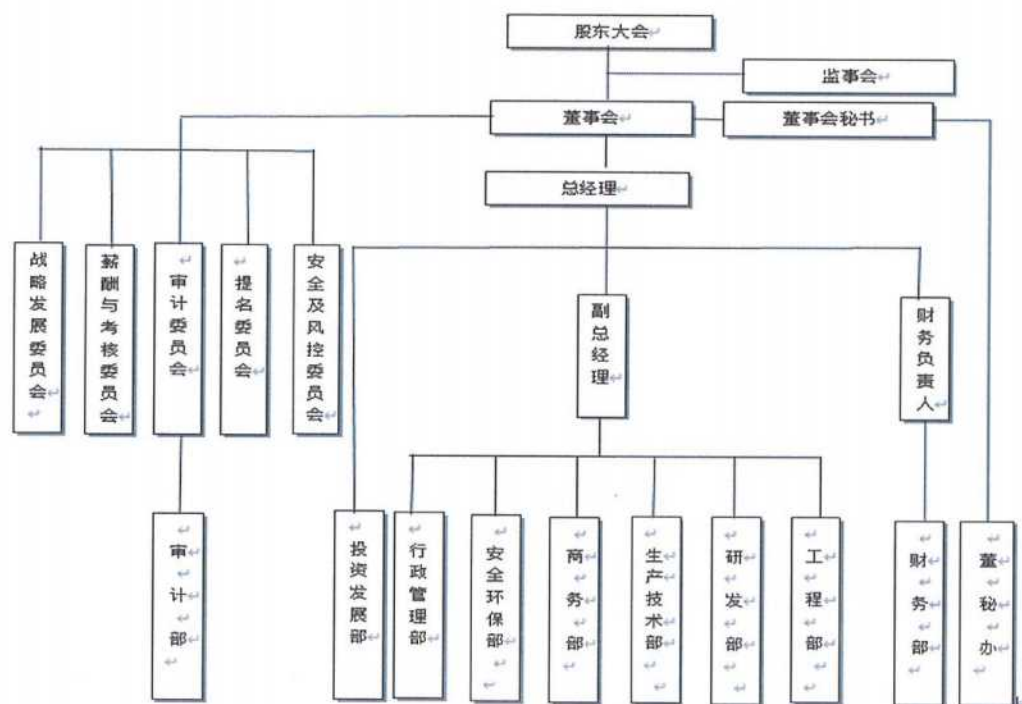 股东大会
监事会
董事会
董事会秘书
总经理
战略发展委员会
薪酬与考核委员会
审计委员会
提名委员会
安全及风控委员会
副总经理
财务负责人
审计部
投资发展部
行政管理部
安全环保部
商务部
生产技术部
研发部
工程部
财务部
董秘办